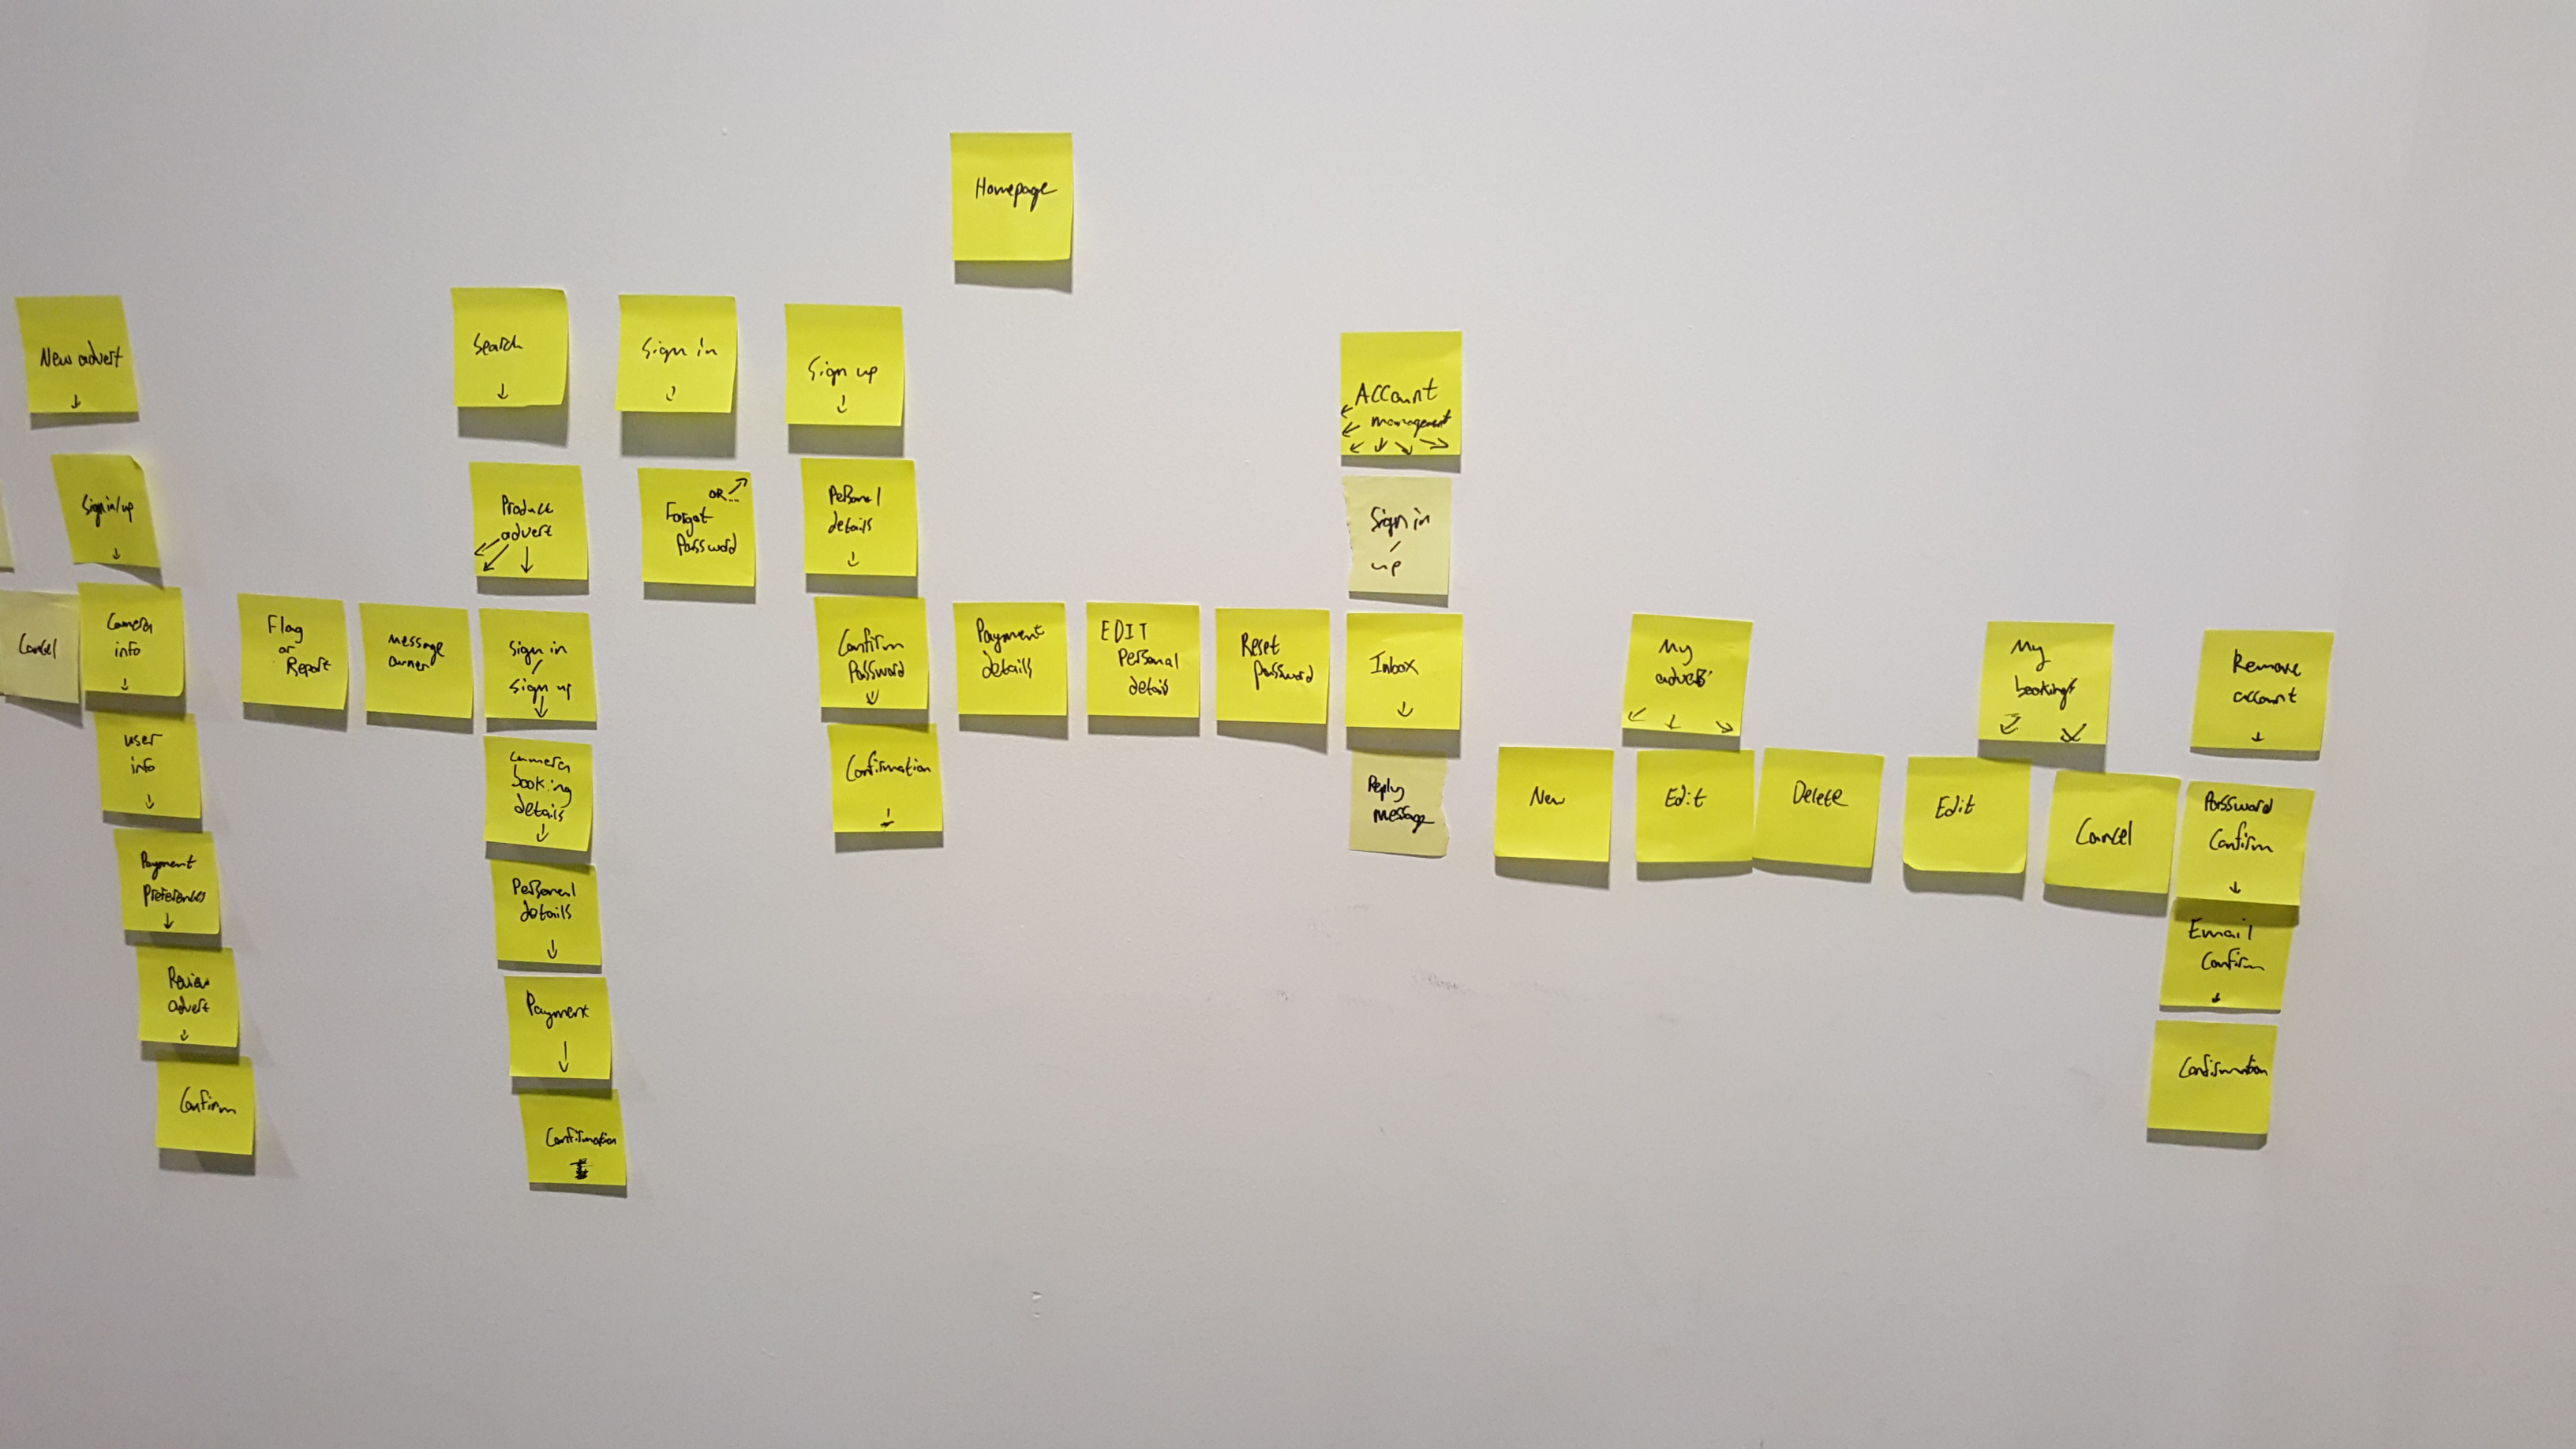 Homepage
New advert
Search
Sign in
Sign up
Account
management
Sign in/up
Product
advert
OR...
Forgot
Password
Personal
details
Sign in
/
up
Cancel
Camera
info
Flag
or
Report
message
owner
Sign in
/
Sign up
Confirm
Password
Payment
details
EDIT
Personal
detail
Reset
Password
Inbox
My
My
bookings
Remove
account
user
info
Camera
booking
details
Confirmation
Reply
message
New
Edit
Delete
Edit
Cancel
Password
Confirm
Payment
Preferences
Personal
details
Email
Confirm
Review
advert
Payment
Confirmation
Confirm
Confirmation